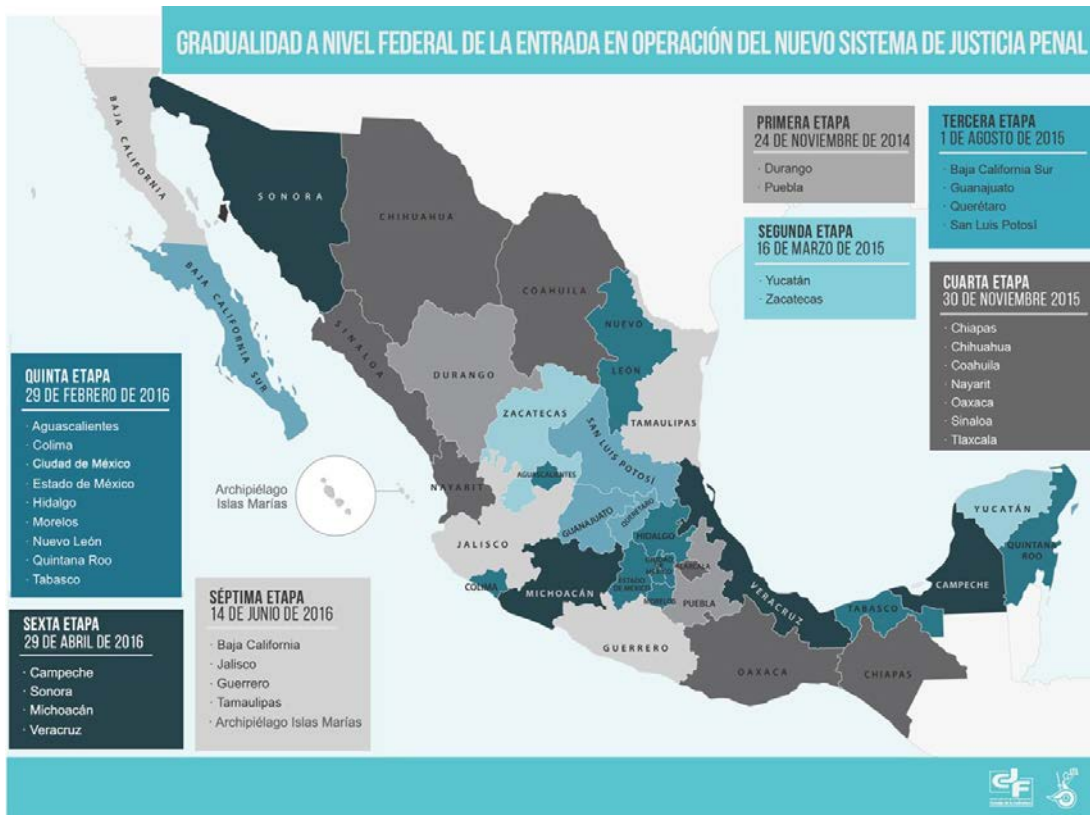 GRADUALIDAD A NIVEL FEDERAL DE LA ENTRADA EN OPERACIÓN DEL NUEVO SISTEMA DE JUSTICIA PENAL
PRIMERA ETAPA
24 DE NOVIEMBRE DE 2014
· Durango
· Puebla
SEGUNDA ETAPA
16 DE MARZO DE 2015
· Yucatán
· Zacatecas
TERCERA ETAPA
1 DE AGOSTO DE 2015
· Baja California Sur
· Guanajuato
· Querétaro
· San Luis Potosí
CUARTA ETAPA
30 DE NOVIEMBRE 2015
· Chiapas
· Chihuahua
· Coahuila
· Nayarit
· Oaxaca
· Sinaloa
· Tlaxcala
QUINTA ETAPA
29 DE FEBRERO DE 2016
· Aguascalientes
· Colima
· Ciudad de México
· Estado de México
· Hidalgo
· Morelos
· Nuevo León
· Quintana Roo
· Tabasco
SEXTA ETAPA
29 DE ABRIL DE 2016
· Campeche
· Sonora
· Michoacán
· Veracruz
SÉPTIMA ETAPA
14 DE JUNIO DE 2016
· Baja California
· Jalisco
· Guerrero
· Tamaulipas
· Archipiélago Islas Marías
BAJA CALIFORNIA
SONORA
CHIHUAHUA
COAHUILA
BAJA CALIFORNIA SUR
SINALOA
DURANGO
NUEVO
LEÓN
ZACATECAS
SAN LUIS POTOSÍ
TAMAULIPAS
AGUASCALIENTES
NAYARIT
Archipiélago
Islas Marías
JALISCO
GUANAJUATO
QUERÉTARO
HIDALGO
COLIMA
MICHOACÁN
ESTADO
DE MÉXICO
CIUDAD
MÉXICO
TLAXCALA
MORELOS
PUEBLA
VERACRUZ
GUERRERO
OAXACA
TABASCO
CHIAPAS
CAMPECHE
YUCATÁN
QUINTANA
ROO